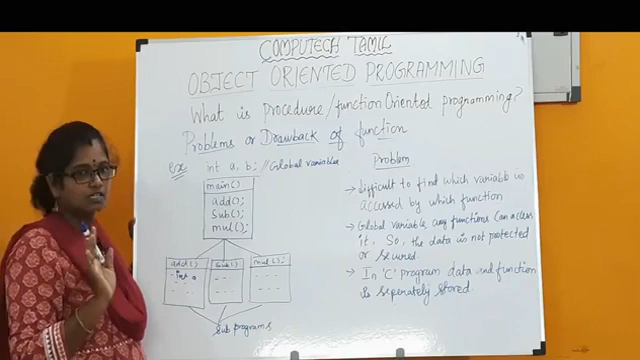 COMPUTECH TAMIL
OBJECT ORIENTED PROGRAMMING
What is Procedure/function Oriented programming?
Problems or Drawback of function
ex int a, b; //Global variable
main()
add();
Sub();
mul();
add()
int a
Sub()
mul();
Sub programs
Problem
→ difficult to find which variable is
accessed by which function
→ Global variable, any functions can access
it. So, the data is not protected
or secured.
→ In 'C' program data and function
is seperately stored